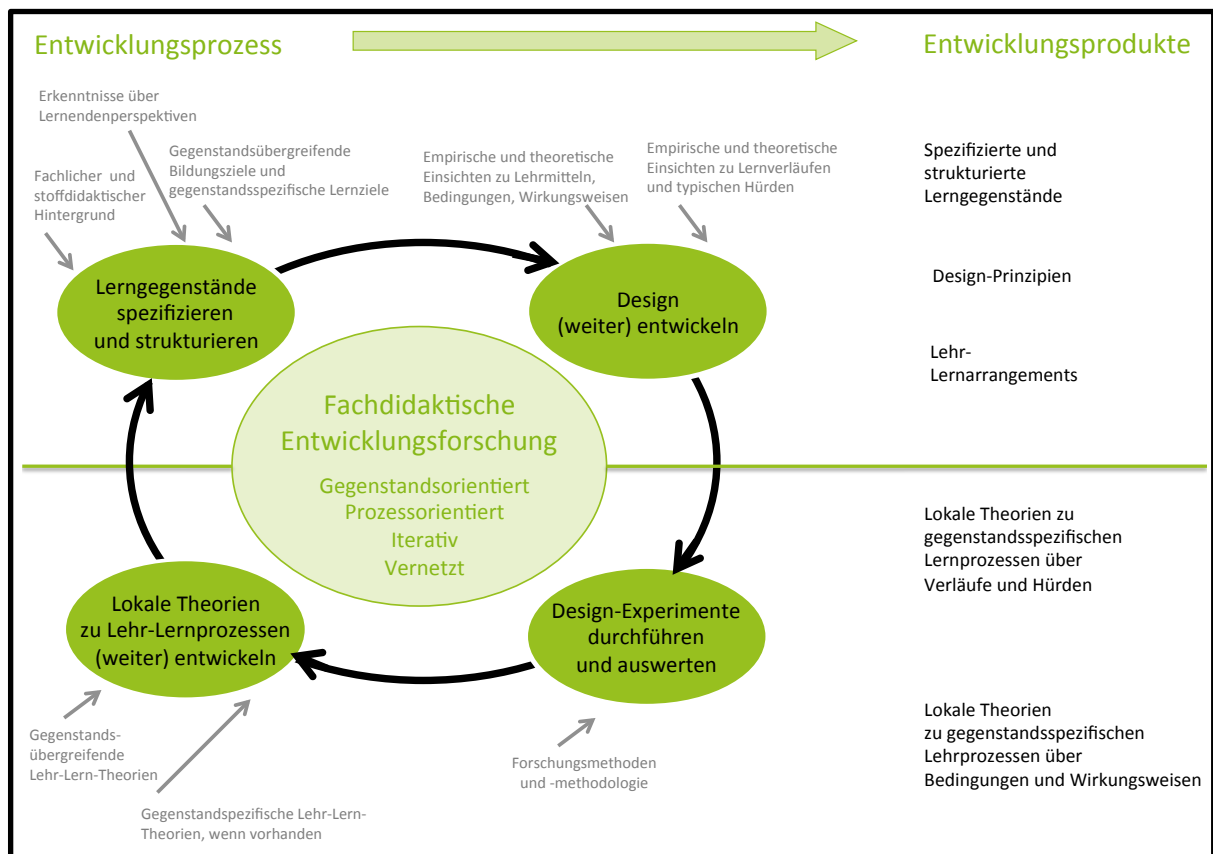 Entwicklungsprozess
Entwicklungsprodukte
Erkenntnisse über
Lernendenperspektiven
Gegenstandsübergreifende
Bildungsziele und
gegenstandsspezifische Lernziele
Fachlicher und
stoffdidaktischer
Hintergrund
Empirische und theoretische
Einsichten zu Lehrmitteln,
Bedingungen, Wirkungsweisen
Empirische und theoretische
Einsichten zu Lernverläufen
und typischen Hürden
Spezifizierte und
strukturierte
Lerngegenstände
Lerngegenstände
spezifizieren
und strukturieren
Design
(weiter) entwickeln
Design-Prinzipien
Lehr-
Lernarrangements
Fachdidaktische
Entwicklungsforschung
Gegenstandsorientiert
Prozessorientiert
Iterativ
Vernetzt
Lokale Theorien zu
gegenstandsspezifischen
Lernprozessen über
Verläufe und Hürden
Lokale Theorien
zu Lehr-Lernprozessen
(weiter) entwickeln
Design-Experimente
durchführen
und auswerten
Gegenstands-
übergreifende
Lehr-Lern-Theorien
Gegenstandspezifische Lehr-Lern-
Theorien, wenn vorhanden
Forschungsmethoden
und -methodologie
Lokale Theorien
zu gegenstandsspezifischen
Lehrprozessen über
Bedingungen und Wirkungsweisen